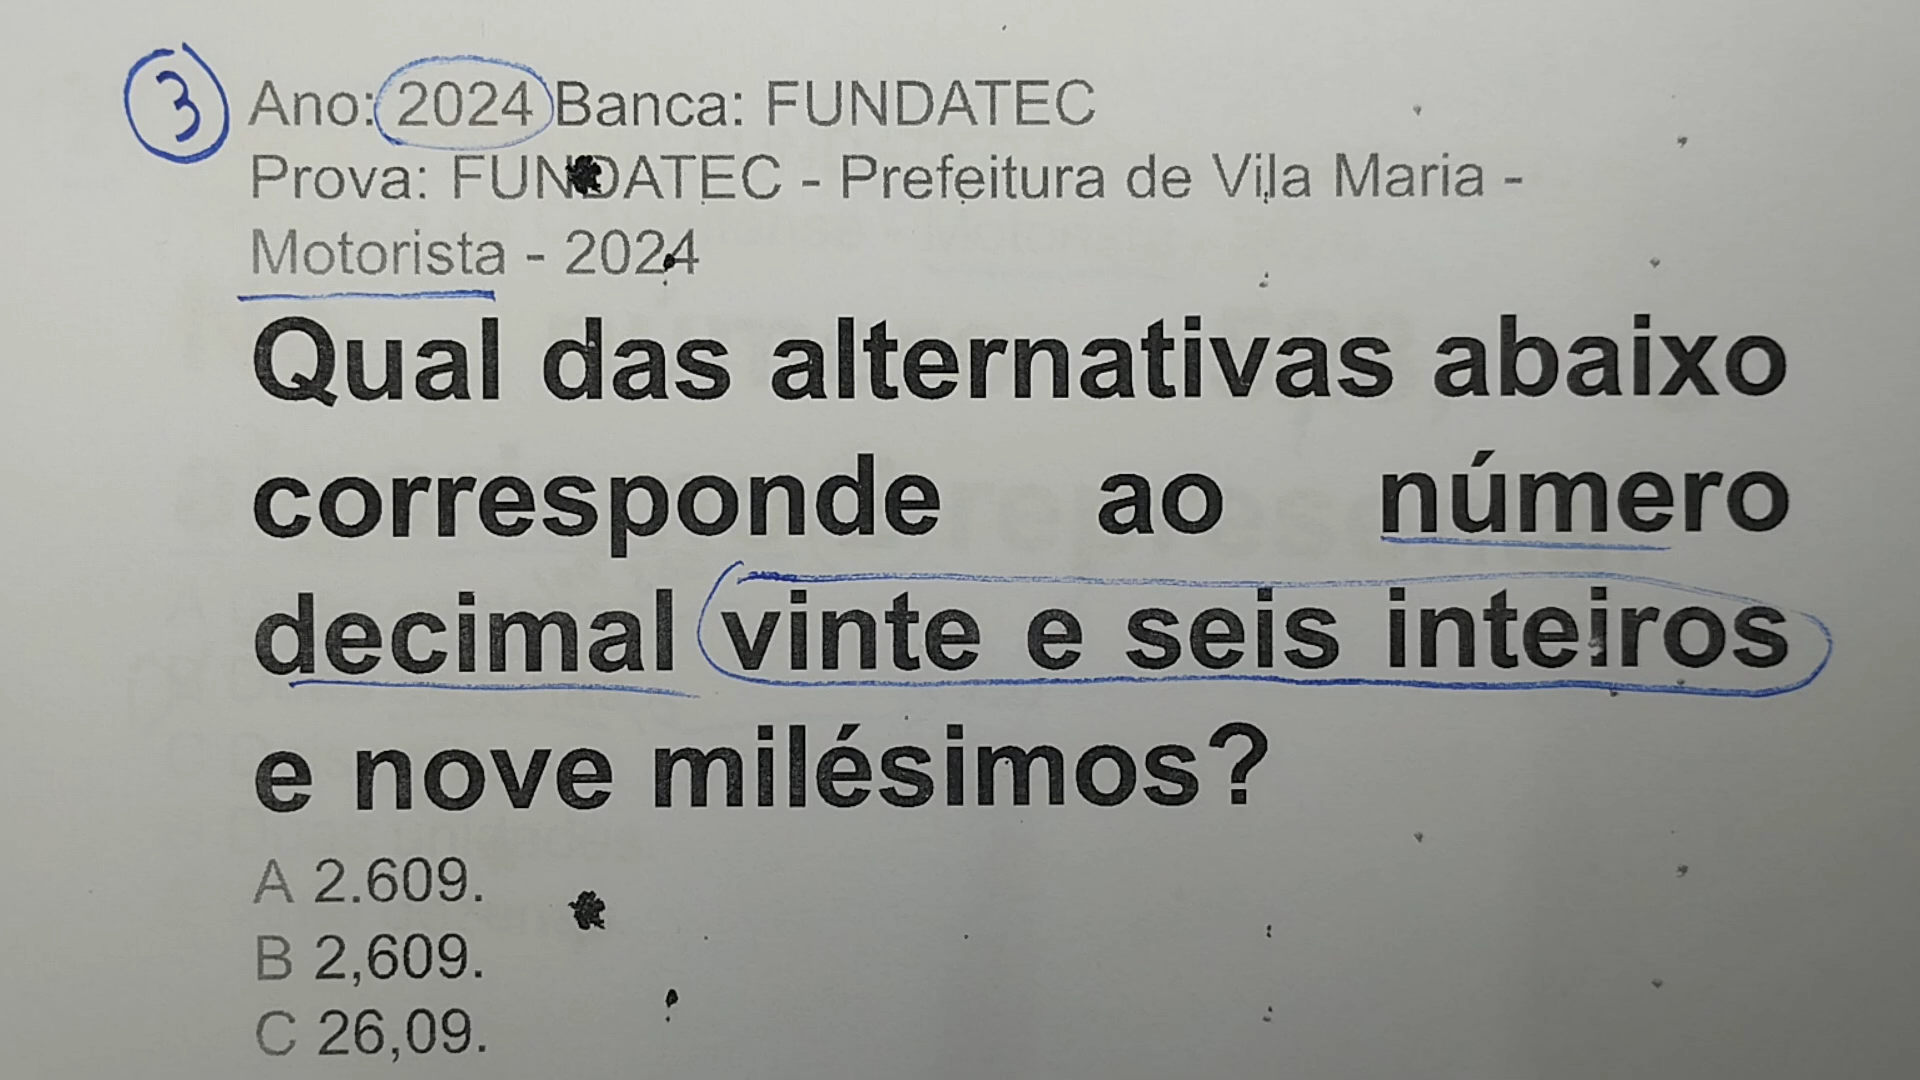 3 Ano: 2024 Banca: FUNDATEC
Prova: FUNDATEC - Prefeitura de Vila Maria -
Motorista - 2024
Qual das alternativas abaixo
corresponde ao número
decimal vinte e seis inteiros
e nove milésimos?
A 2.609.
B 2,609.
C 26,09.